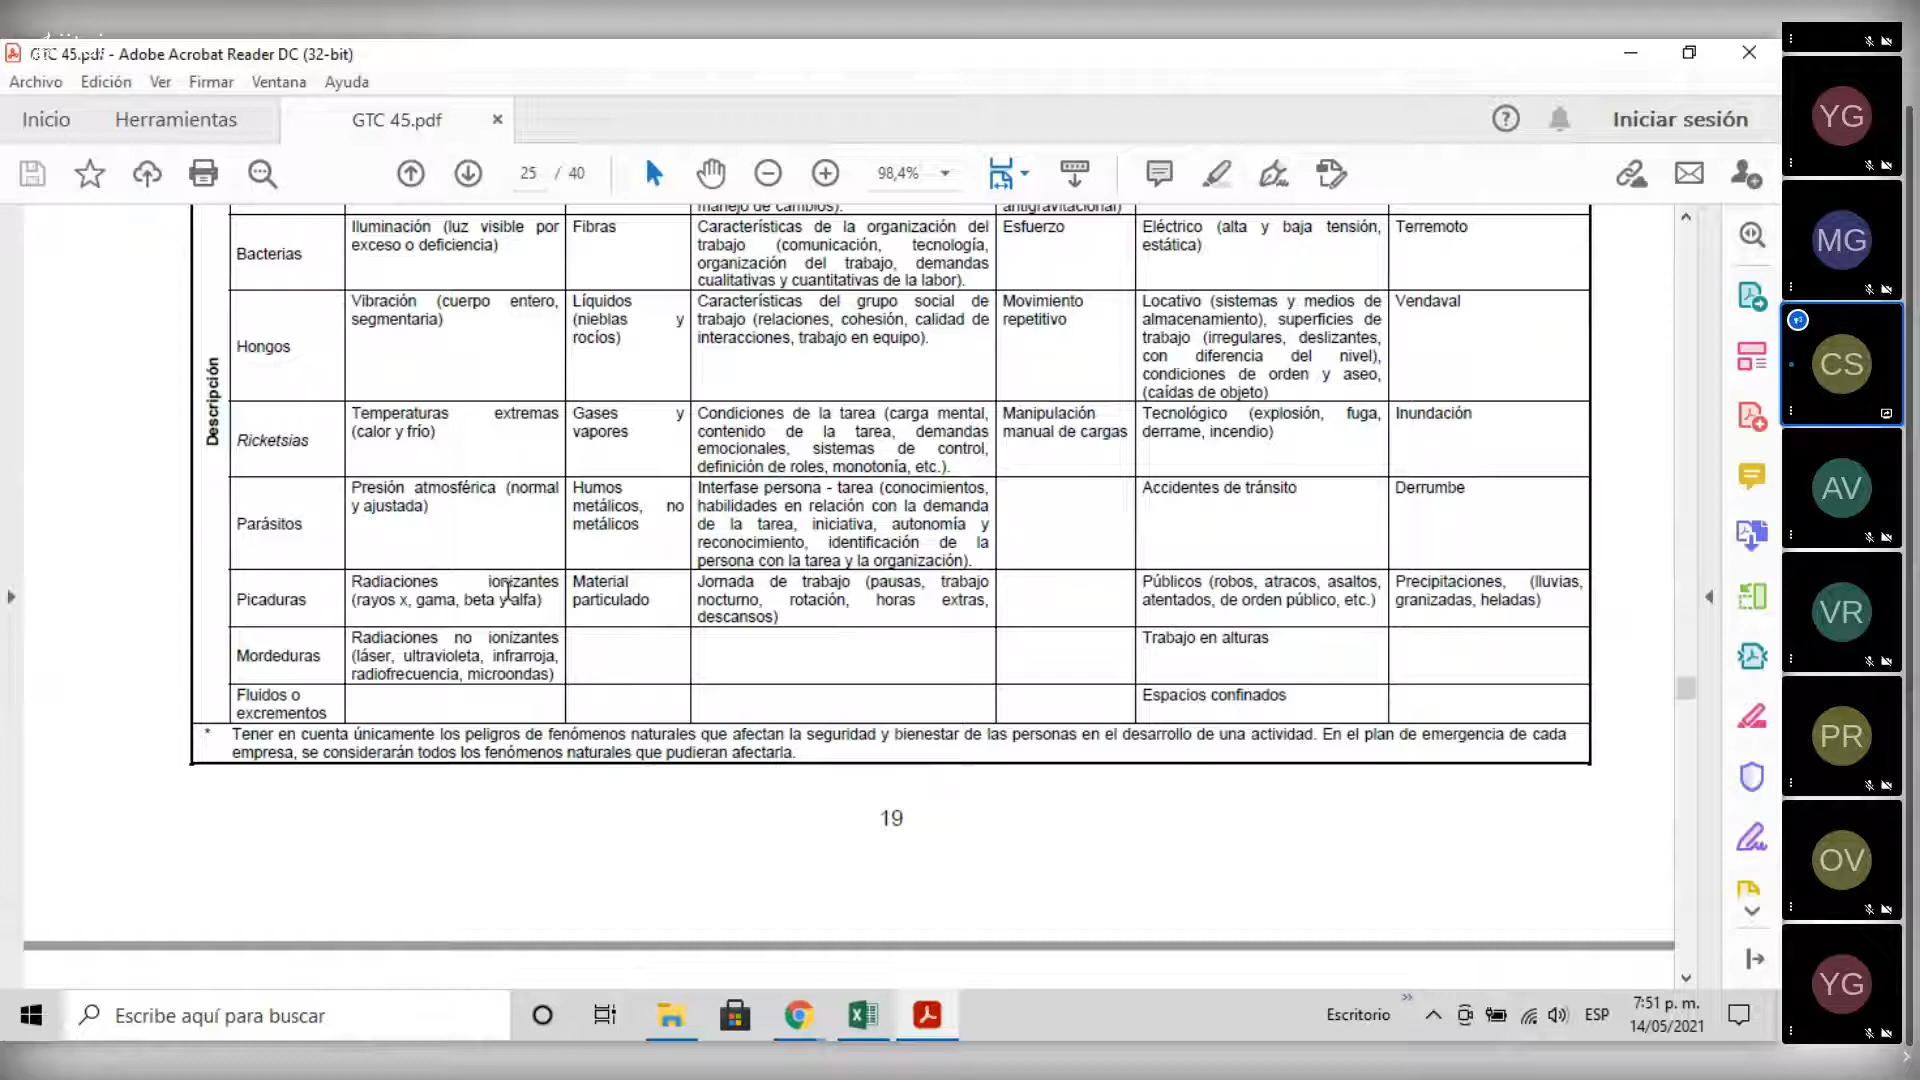 GTC 45.pdf - Adobe Acrobat Reader DC (32-bit)
Archivo Edición Ver Firmar Ventana Ayuda
Inicio Herramientas GTC 45.pdf × Iniciar sesión
25 / 40 98,4%
manejo de cambios).
antigravitacional)
Descripción
Bacterias
Iluminación (luz visible por
exceso o deficiencia)
Fibras
Características de la organización del
trabajo (comunicación, tecnología,
organización del trabajo, demandas
cualitativas y cuantitativas de la labor).
Esfuerzo
Eléctrico (alta y baja tensión,
estática)
Terremoto
Hongos
Vibración (cuerpo entero,
segmentaria)
Líquidos
(nieblas y
rocíos)
Características del grupo social de
trabajo (relaciones, cohesión, calidad de
interacciones, trabajo en equipo).
Movimiento
repetitivo
Locativo (sistemas y medios de
almacenamiento), superficies de
trabajo (irregulares, deslizantes,
con diferencia del nivel),
condiciones de orden y aseo,
(caídas de objeto)
Vendaval
Ricketsias
Temperaturas extremas
(calor y frío)
Gases y
vapores
Condiciones de la tarea (carga mental,
contenido de la tarea, demandas
emocionales, sistemas de control,
definición de roles, monotonía, etc.).
Manipulación
manual de cargas
Tecnológico (explosión, fuga,
derrame, incendio)
Inundación
Parásitos
Presión atmosférica (normal
y ajustada)
Humos
metálicos, no
metálicos
Interfase persona - tarea (conocimientos,
habilidades en relación con la demanda
de la tarea, iniciativa, autonomía y
reconocimiento, identificación de la
persona con la tarea y la organización).
Accidentes de tránsito
Derrumbe
Picaduras
Radiaciones ionizantes
(rayos x, gama, beta y alfa)
Material
particulado
Jornada de trabajo (pausas, trabajo
nocturno, rotación, horas extras,
descansos)
Públicos (robos, atracos, asaltos,
atentados, de orden público, etc.)
Precipitaciones, (lluvias,
granizadas, heladas)
Mordeduras
Radiaciones no ionizantes
(láser, ultravioleta, infrarroja,
radiofrecuencia, microondas)
Trabajo en alturas
Fluidos o
excrementos
Espacios confinados
* Tener en cuenta únicamente los peligros de fenómenos naturales que afectan la seguridad y bienestar de las personas en el desarrollo de una actividad. En el plan de emergencia de cada
empresa, se considerarán todos los fenómenos naturales que pudieran afectarla.
19
Escribe aquí para buscar
Escritorio
ESP
7:51 p. m.
14/05/2021
YG
MG
CS
AV
VR
PR
OV
YG